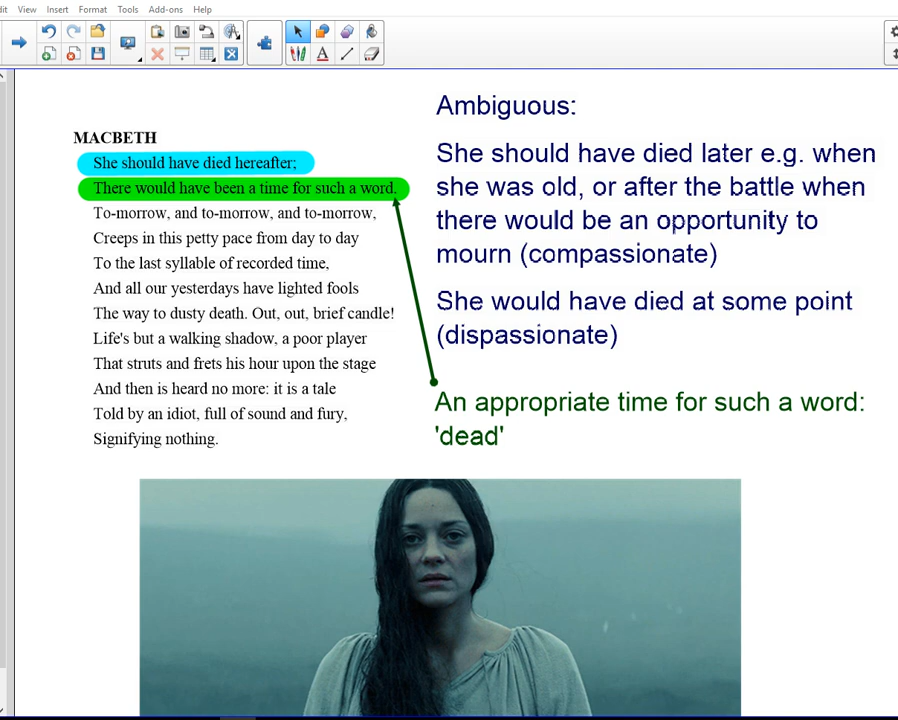 dit View Insert Format Tools Add-ons Help
MACBETH
She should have died hereafter;
There would have been a time for such a word.
To-morrow, and to-morrow, and to-morrow,
Creeps in this petty pace from day to day
To the last syllable of recorded time,
And all our yesterdays have lighted fools
The way to dusty death. Out, out, brief candle!
Life's but a walking shadow, a poor player
That struts and frets his hour upon the stage
And then is heard no more: it is a tale
Told by an idiot, full of sound and fury,
Signifying nothing.
Ambiguous:
She should have died later e.g. when
she was old, or after the battle when
there would be an opportunity to
mourn (compassionate)
She would have died at some point
(dispassionate)
An appropriate time for such a word:
'dead'